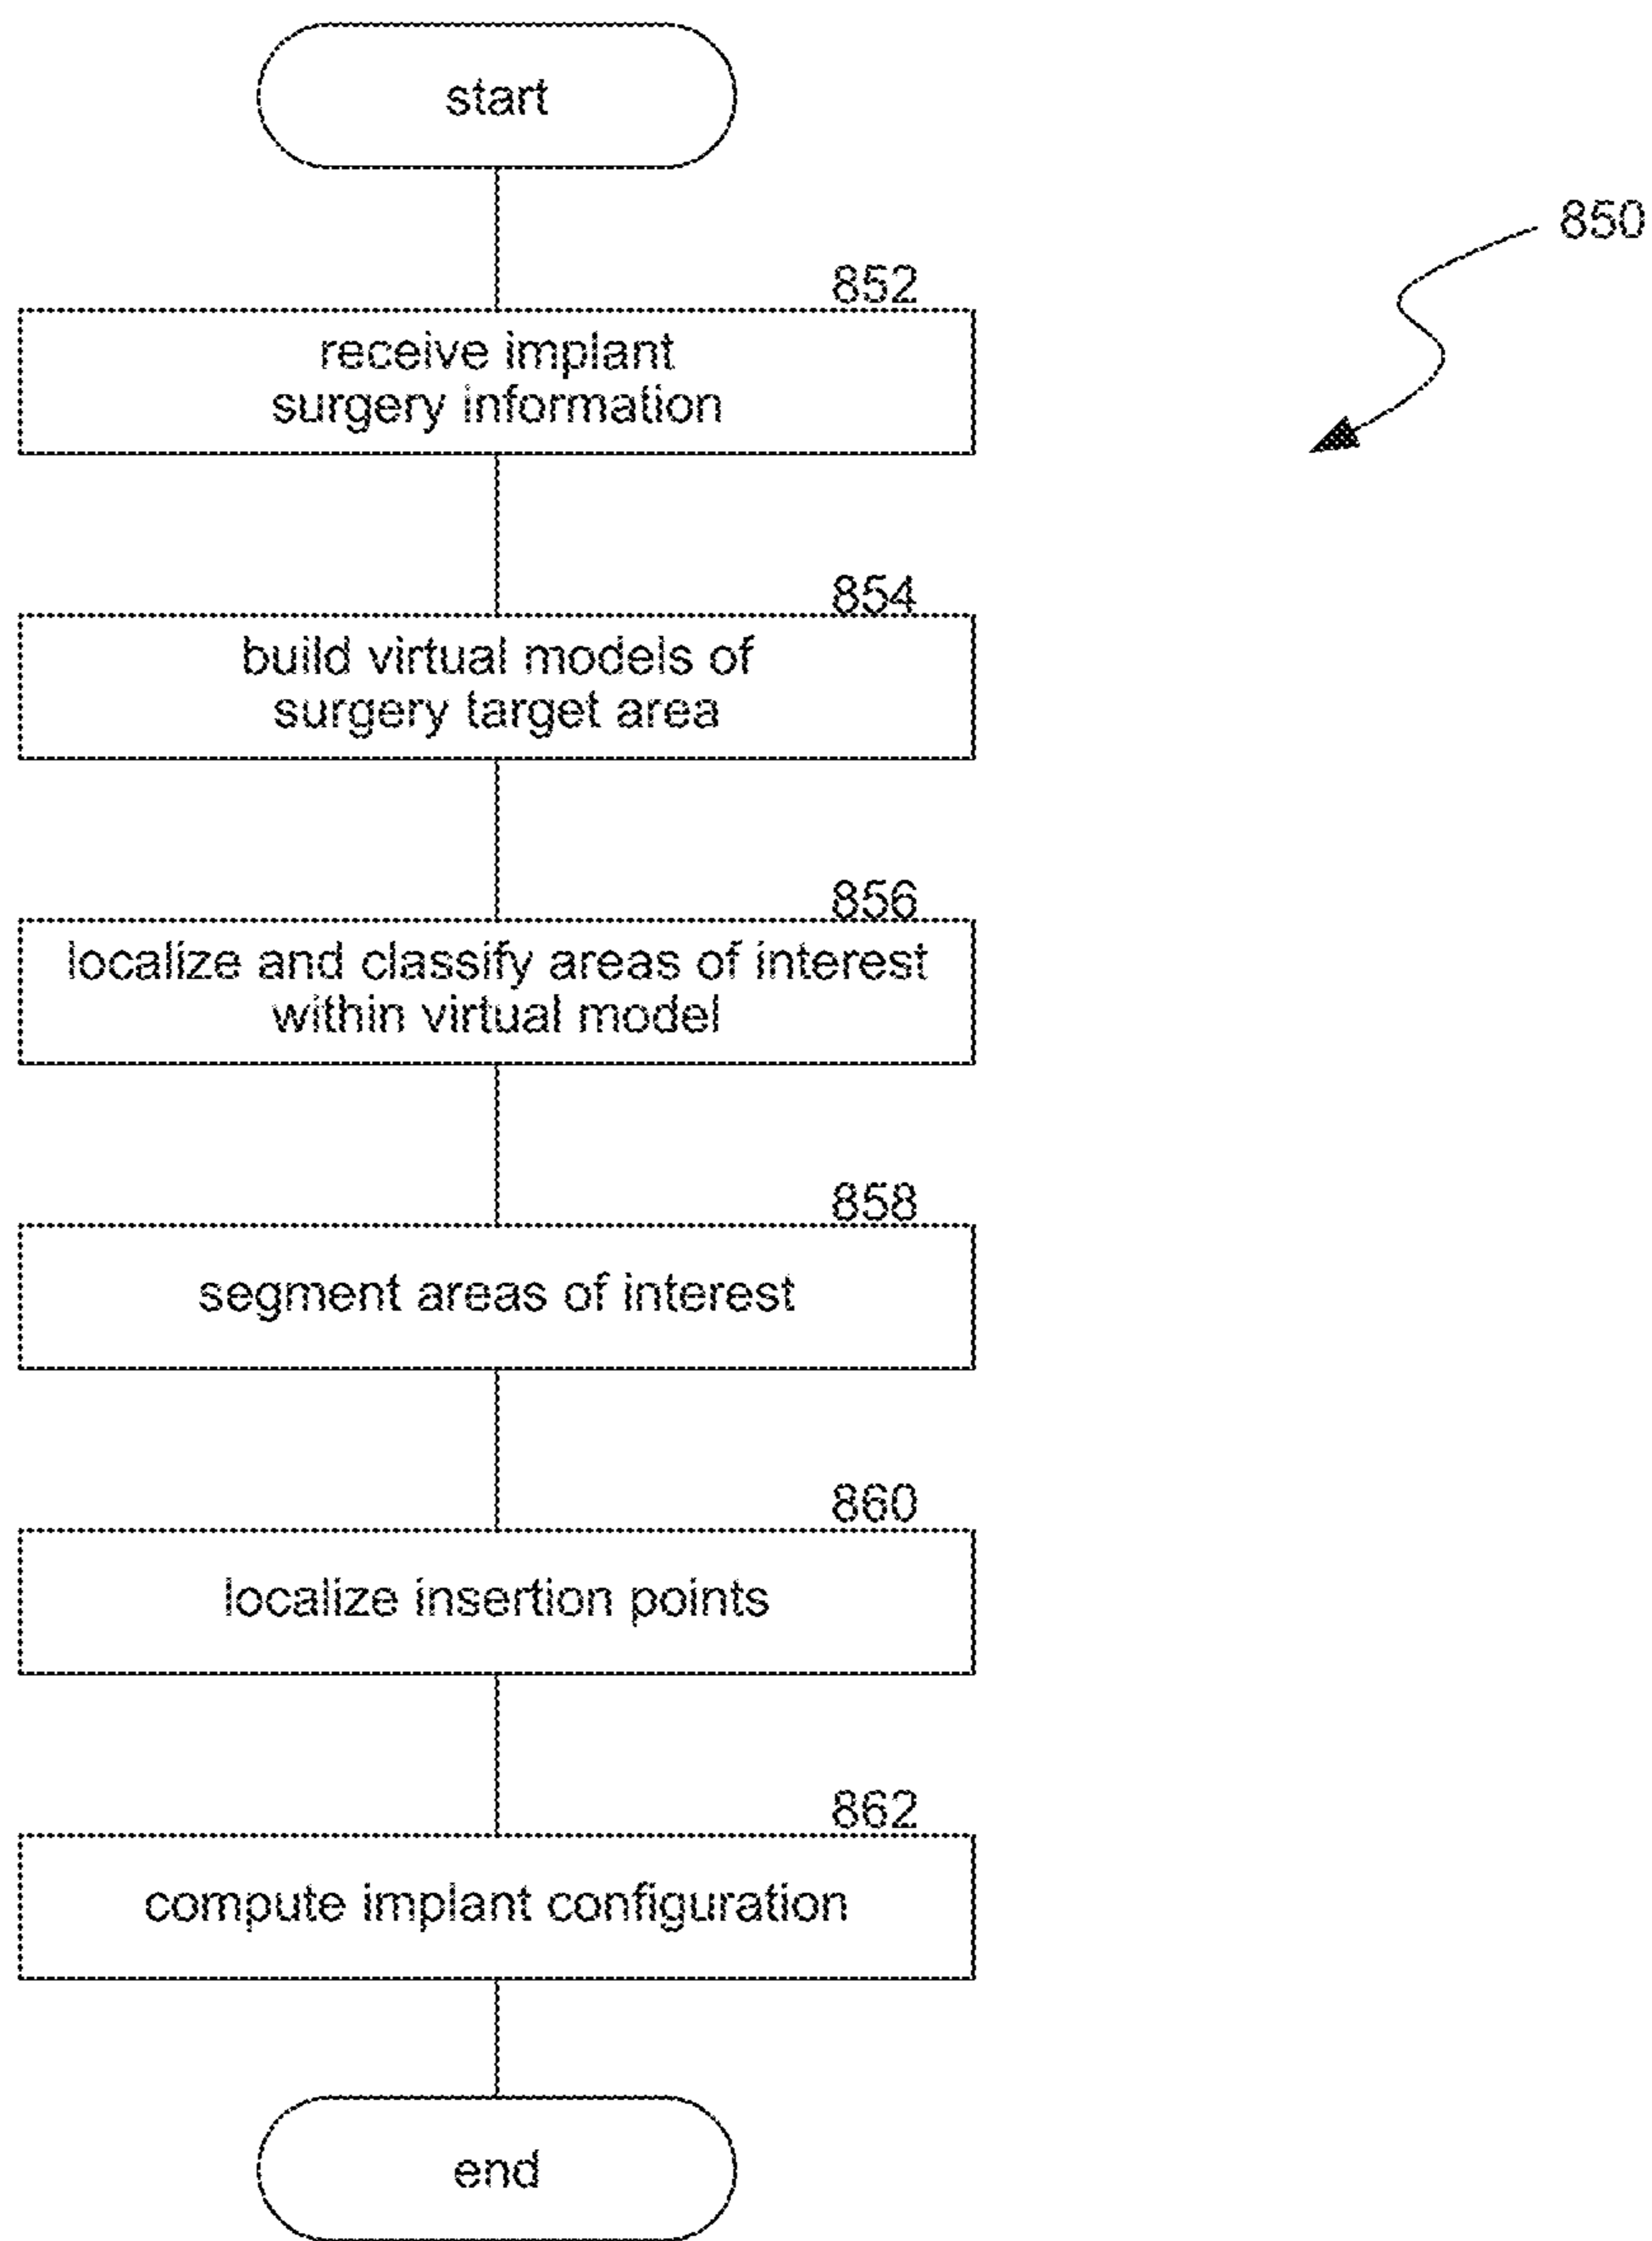 start
850
852
receive implant
surgery information
854
build virtual models of
surgery target area
856
localize and classify areas of interest
within virtual model
858
segment areas of interest
860
localize insertion points
862
compute implant configuration
end